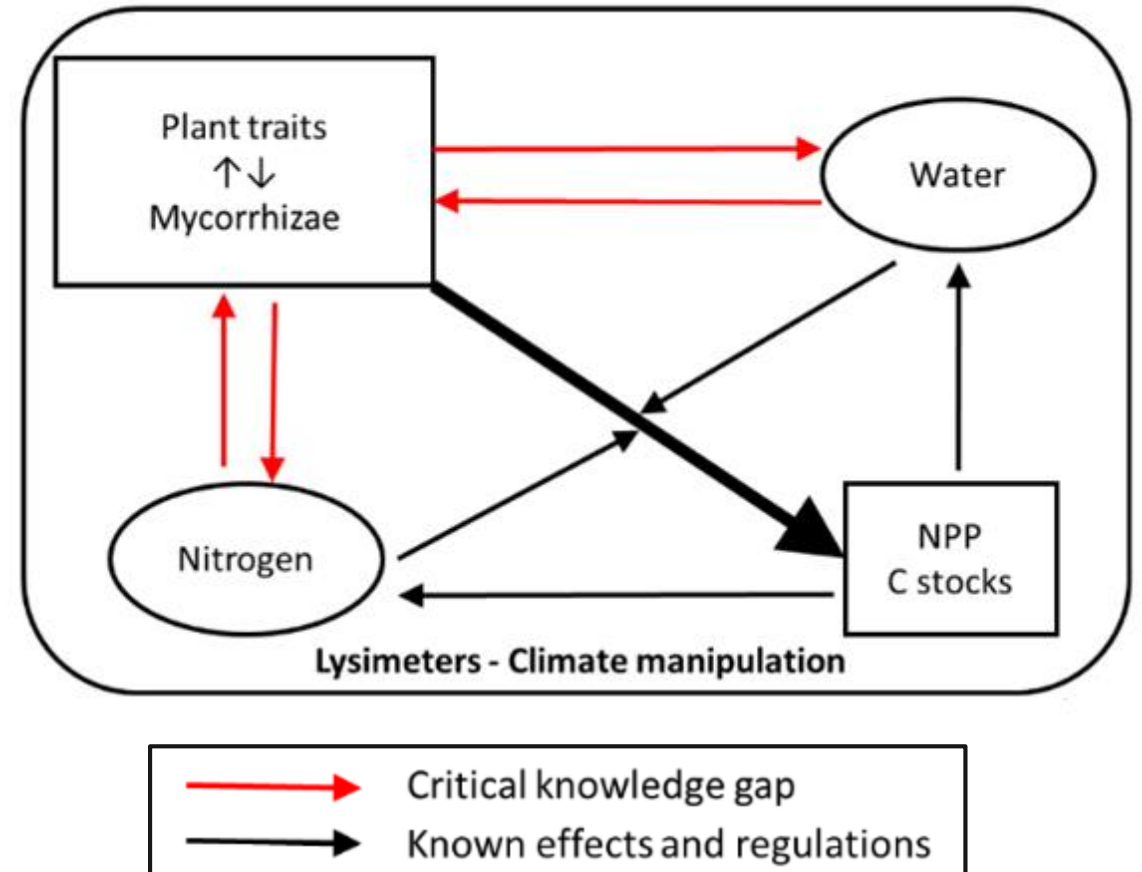 Plant traits
↑↓
Mycorrhizae
Water
Nitrogen
NPP
C stocks
Lysimeters - Climate manipulation
Critical knowledge gap
Known effects and regulations